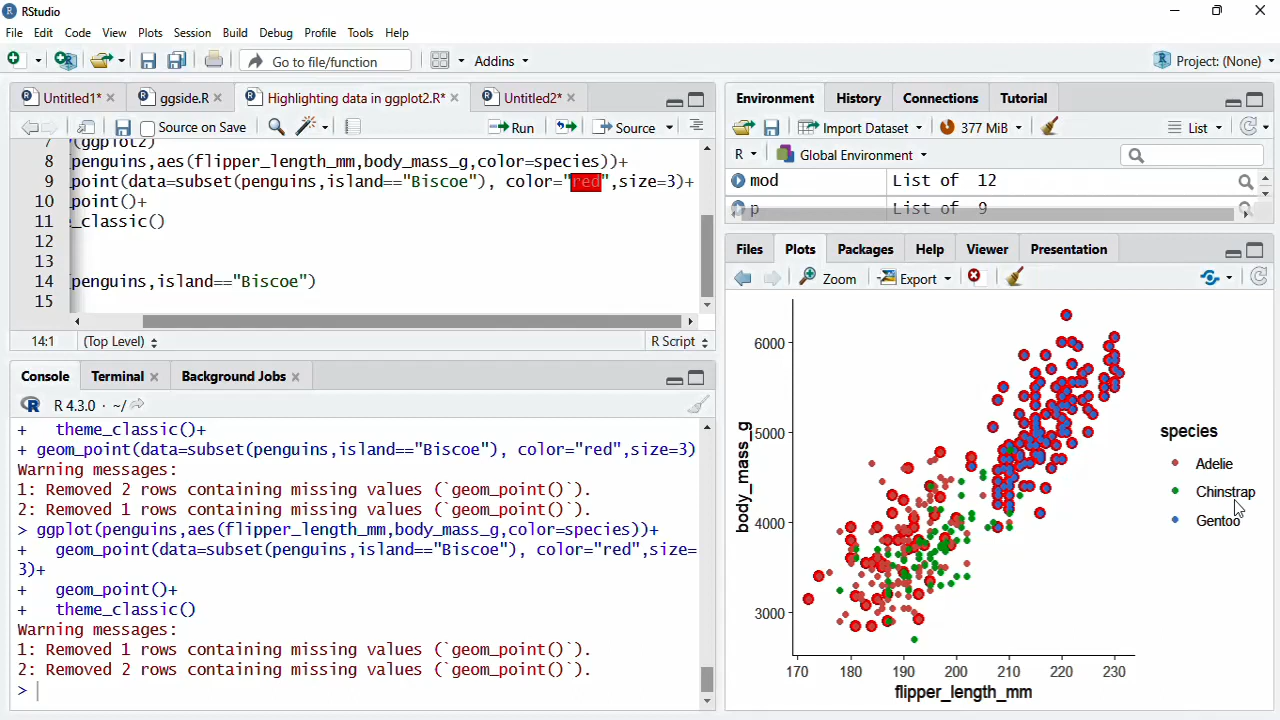 RStudio
File Edit Code View Plots Session Build Debug Profile Tools Help
Go to file/function Addins Project: (None)
Untitled1* ggside.R Highlighting data in ggplot2.R* Untitled2*
Source on Save Run Source
7 (ggplot2)
8 penguins,aes(flipper_length_mm,body_mass_g,color=species))+
9 _point(data=subset(penguins,island=="Biscoe"), color="red",size=3)+
10 _point()+
11 e_classic()
12
13
14 (penguins,island=="Biscoe")
15
14:1 (Top Level) R Script
Console Terminal Background Jobs
R 4.3.0 · ~/
+ theme_classic()+
+ geom_point(data=subset(penguins,island=="Biscoe"), color="red",size=3)
Warning messages:
1: Removed 2 rows containing missing values (`geom_point()`).
2: Removed 1 rows containing missing values (`geom_point()`).
> ggplot(penguins,aes(flipper_length_mm,body_mass_g,color=species))+
+ geom_point(data=subset(penguins,island=="Biscoe"), color="red",size=
3)+
+ geom_point()+
+ theme_classic()
Warning messages:
1: Removed 1 rows containing missing values (`geom_point()`).
2: Removed 2 rows containing missing values (`geom_point()`).
>
Environment History Connections Tutorial
Import Dataset 377 MiB List
R Global Environment
mod List of 12
p List of 9
Files Plots Packages Help Viewer Presentation
Zoom Export
6000
5000
4000
3000
body_mass_g
170 180 190 200 210 220 230
flipper_length_mm
species
Adelie
Chinstrap
Gentoo